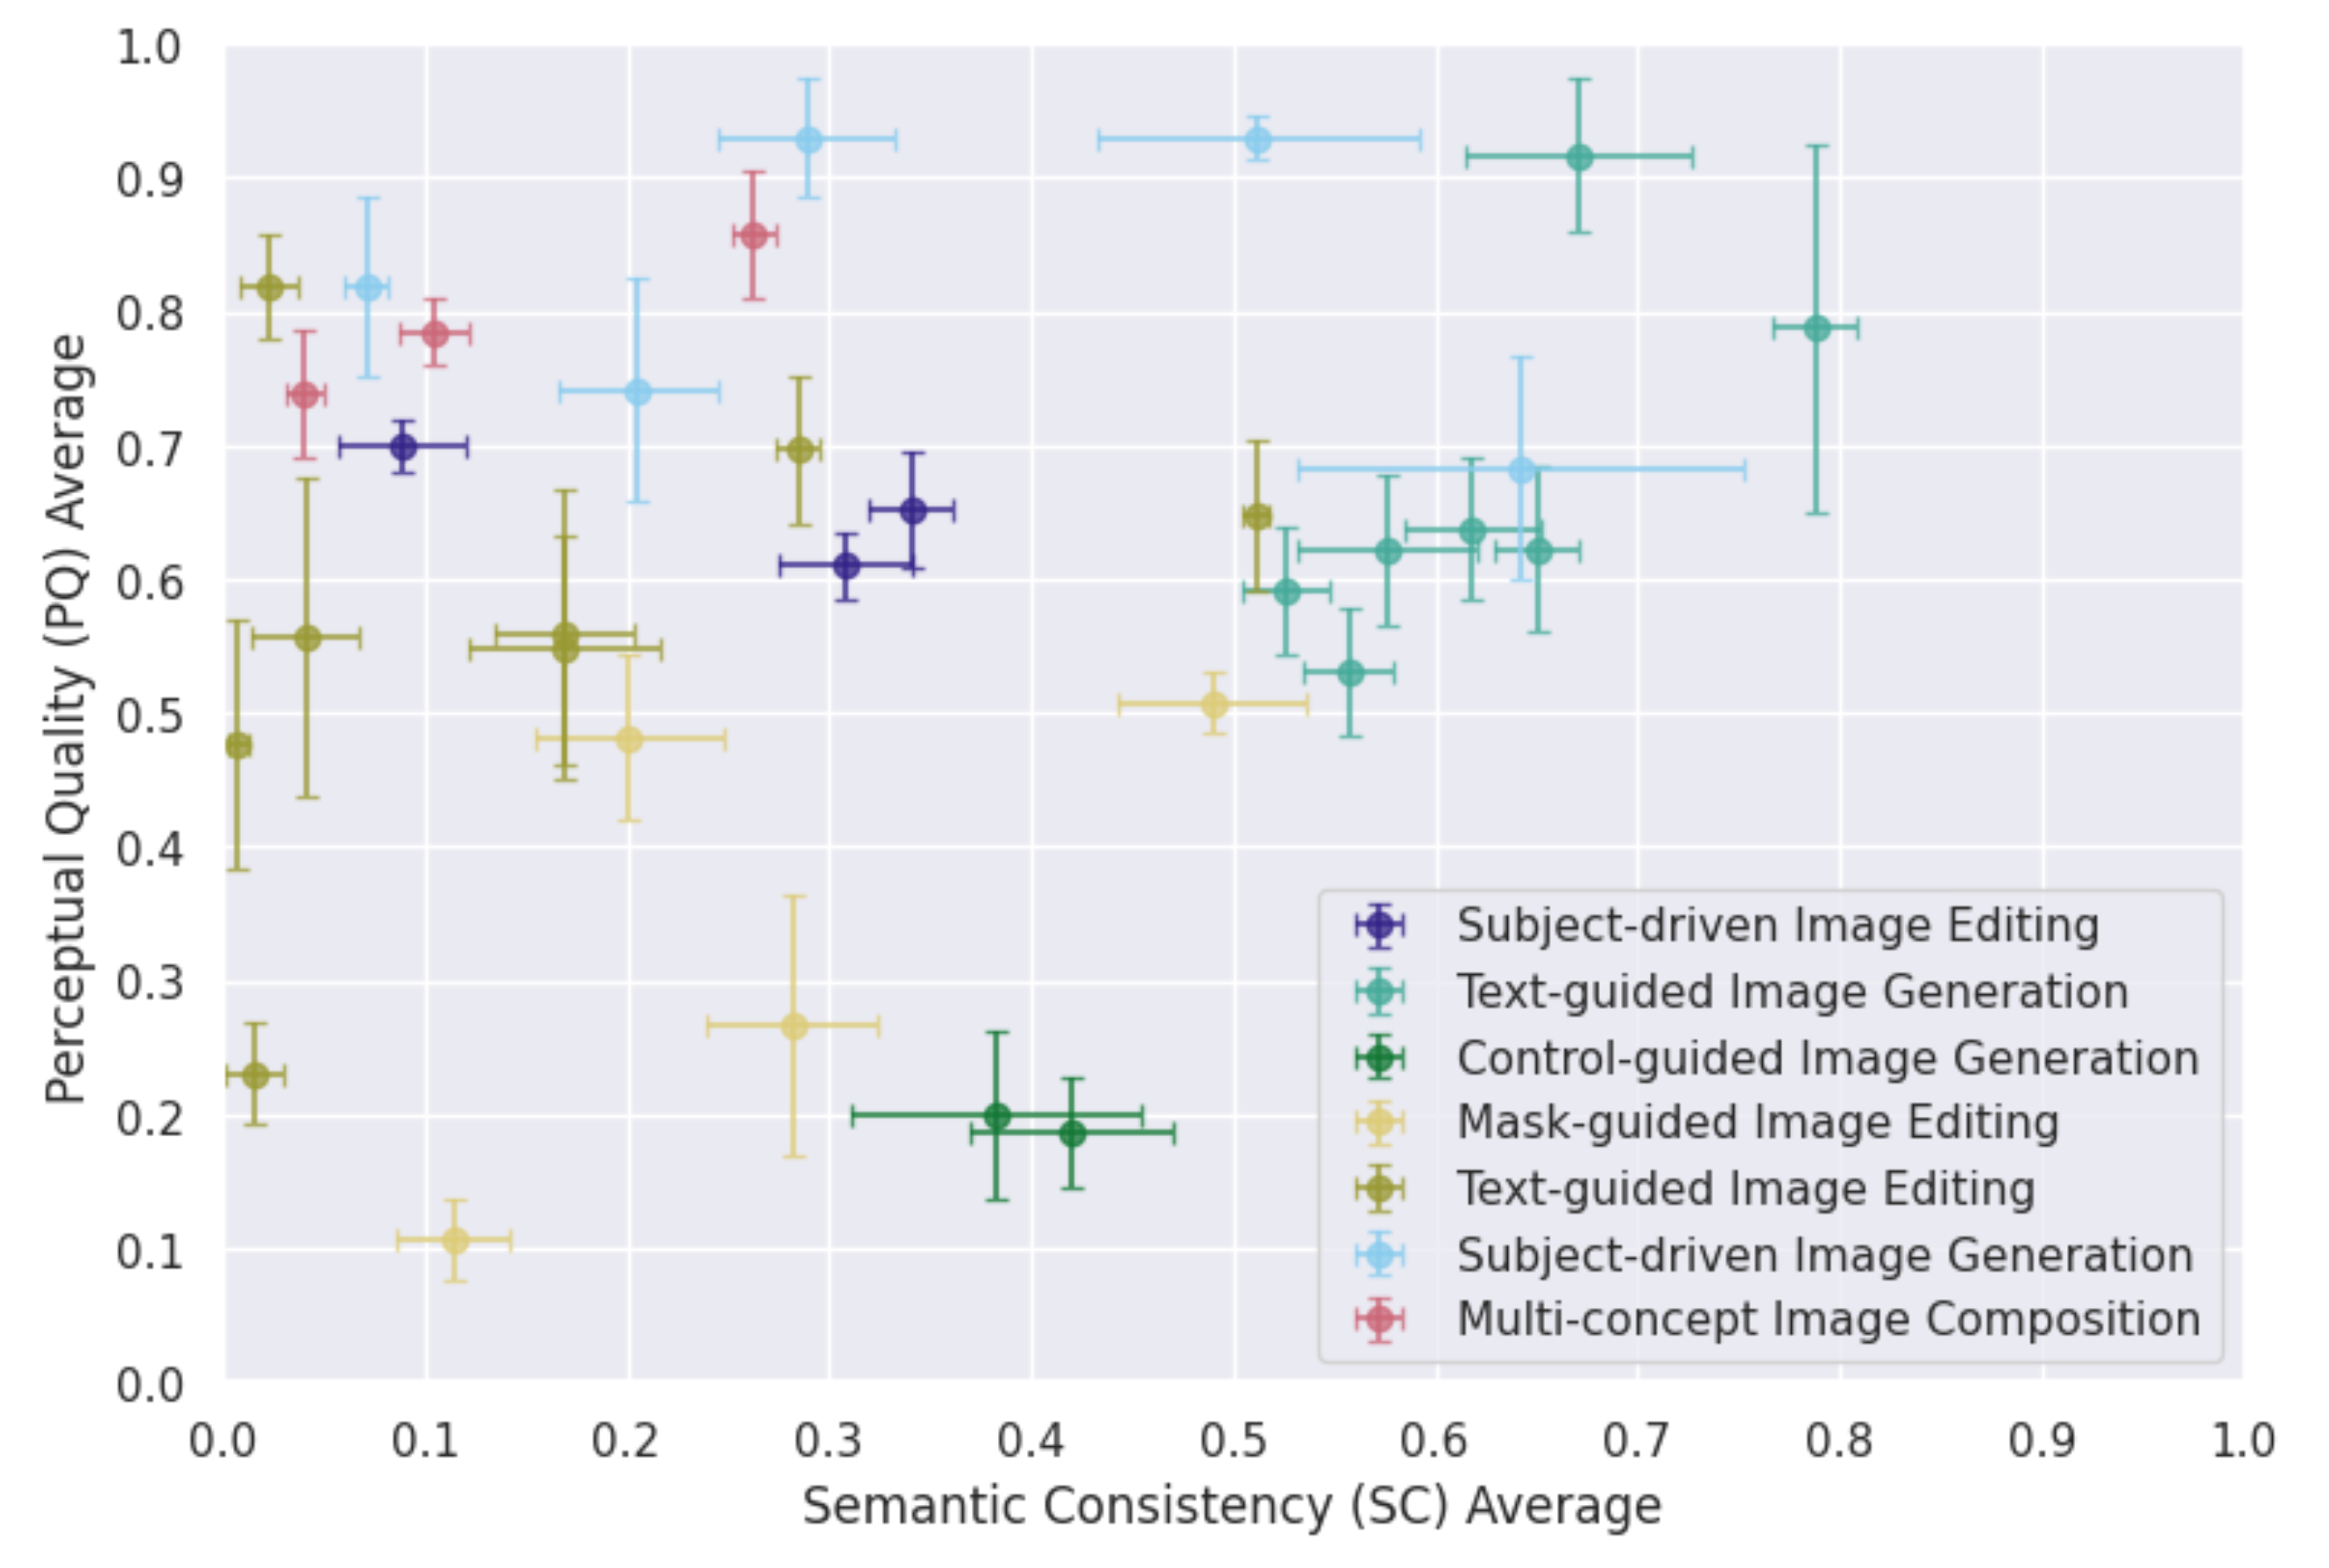 1.0
0.9
0.8
0.7
0.6
0.5
0.4
0.3
0.2
0.1
0.0
Perceptual Quality (PQ) Average
Subject-driven Image Editing
Text-guided Image Generation
Control-guided Image Generation
Mask-guided Image Editing
Text-guided Image Editing
Subject-driven Image Generation
Multi-concept Image Composition
0.0 0.1 0.2 0.3 0.4 0.5 0.6 0.7 0.8 0.9 1.0
Semantic Consistency (SC) Average